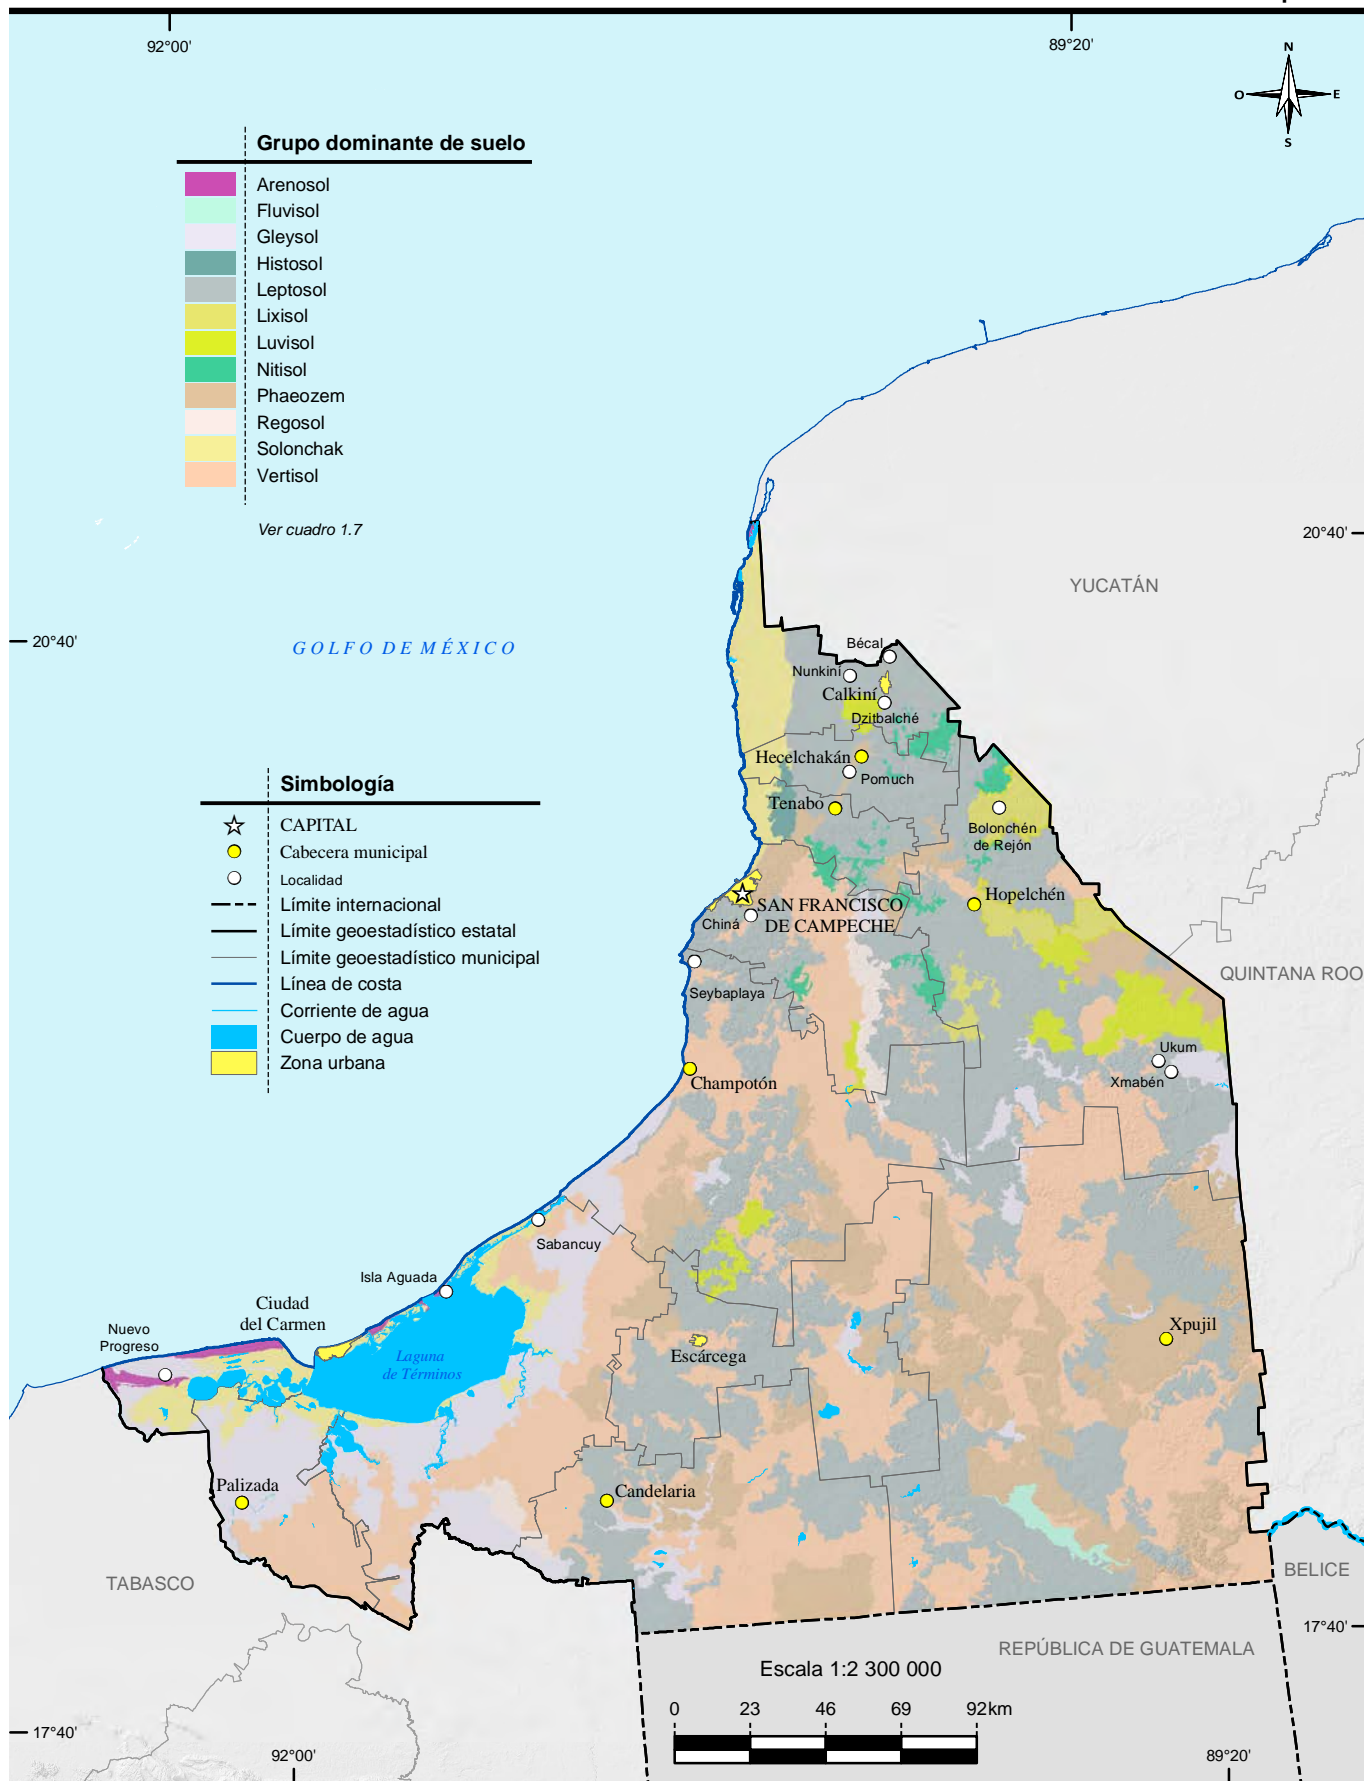 92°00'
89°20'
N
O
E
S
Grupo dominante de suelo
Arenosol
Fluvisol
Gleysol
Histosol
Leptosol
Lixisol
Luvisol
Nitisol
Phaeozem
Regosol
Solonchak
Vertisol
Ver cuadro 1.7
20°40'
YUCATÁN
20°40'
GOLFO DE MÉXICO
Bécal
Nunkiní
Calkiní
Dzitbalché
Hecelchakán
Pomuch
Tenabo
Bolonchén
de Rejón
Simbología
CAPITAL
Cabecera municipal
Localidad
Límite internacional
Límite geoestadístico estatal
Límite geoestadístico municipal
Línea de costa
Corriente de agua
Cuerpo de agua
Zona urbana
Hopelchén
SAN FRANCISCO
DE CAMPECHE
Chiná
Seybaplaya
QUINTANA ROO
Ukum
Xmabén
Champotón
Sabancuy
Isla Aguada
Ciudad
del Carmen
Nuevo
Progreso
Laguna
de Términos
Escárcega
Xpujil
Palizada
Candelaria
TABASCO
BELICE
17°40'
REPÚBLICA DE GUATEMALA
Escala 1:2 300 000
0
23
46
69
92km
17°40'
92°00'
89°20'